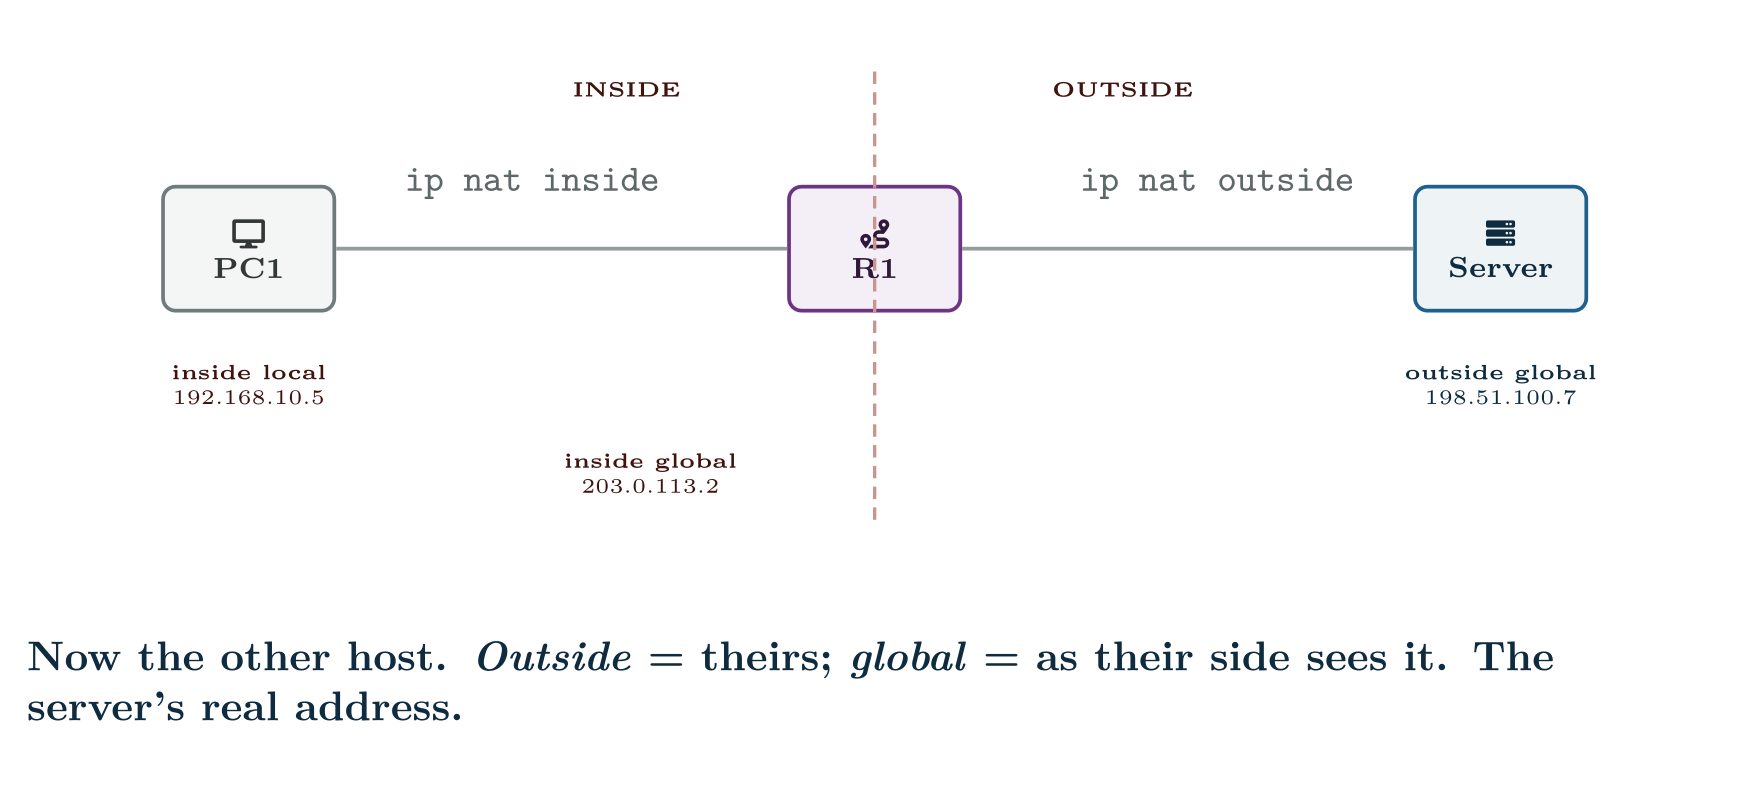 INSIDE
OUTSIDE
ip nat inside
ip nat outside
PC1
R1
Server
inside local
192.168.10.5
outside global
198.51.100.7
inside global
203.0.113.2
Now the other host. Outside = theirs; global = as their side sees it. The
server's real address.